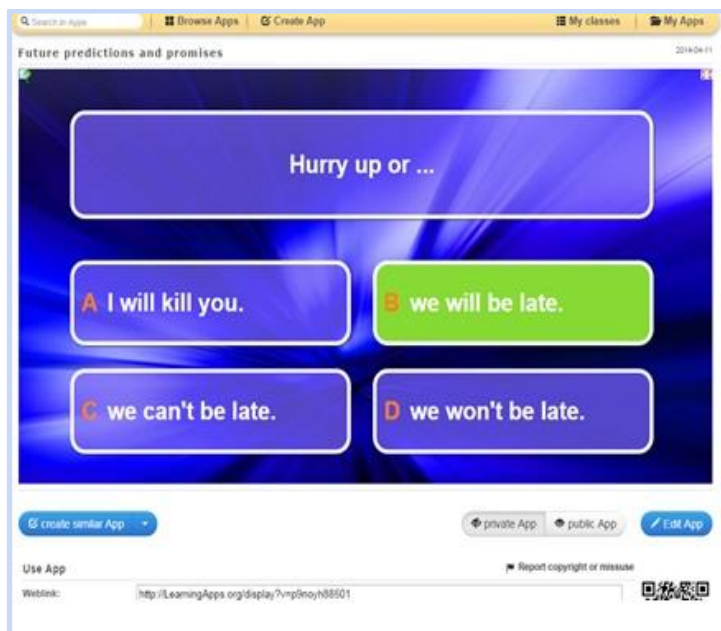 Search in Apps Browse Apps Create App My classes My Apps
Future predictions and promises 2014-04-11
Hurry up or ...
A I will kill you. B we will be late.
C we can't be late. D we won't be late.
create similar App private App public App Edit App
Use App Report copyright or missuse
Weblink: http://LearningApps.org/display?v=p9noyh88501